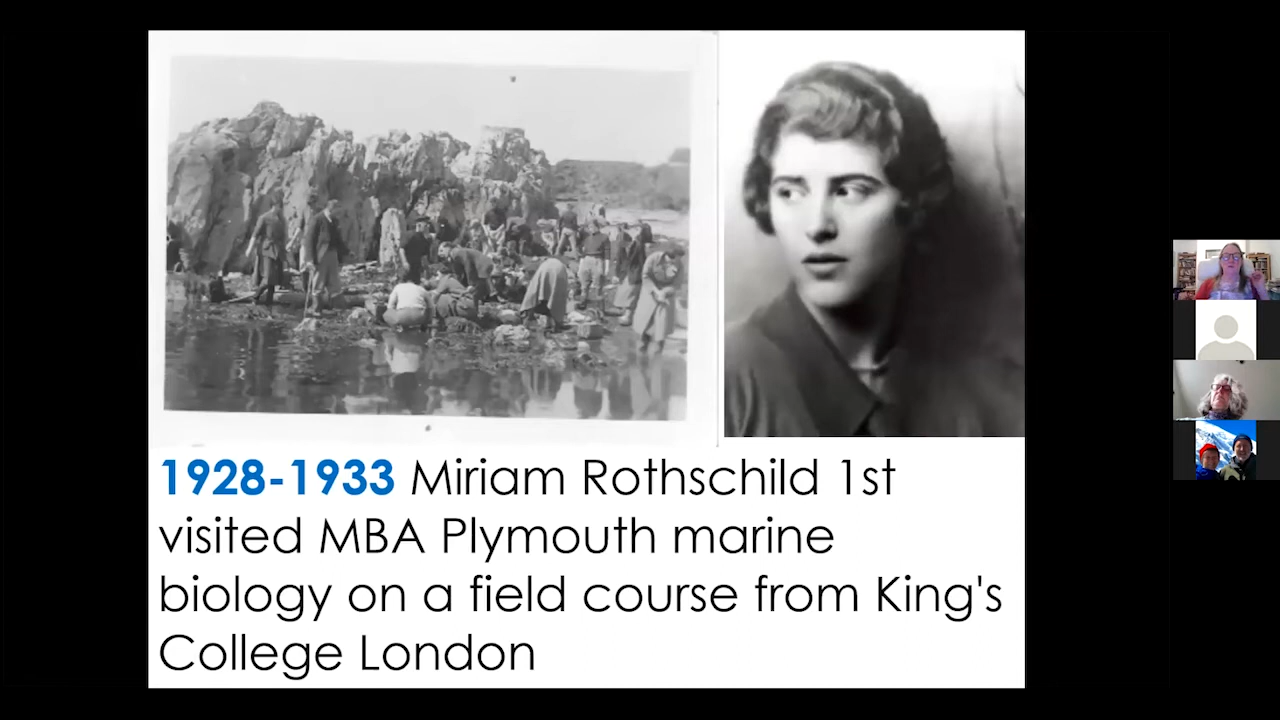 1928-1933 Miriam Rothschild 1st
visited MBA Plymouth marine
biology on a field course from King's
College London